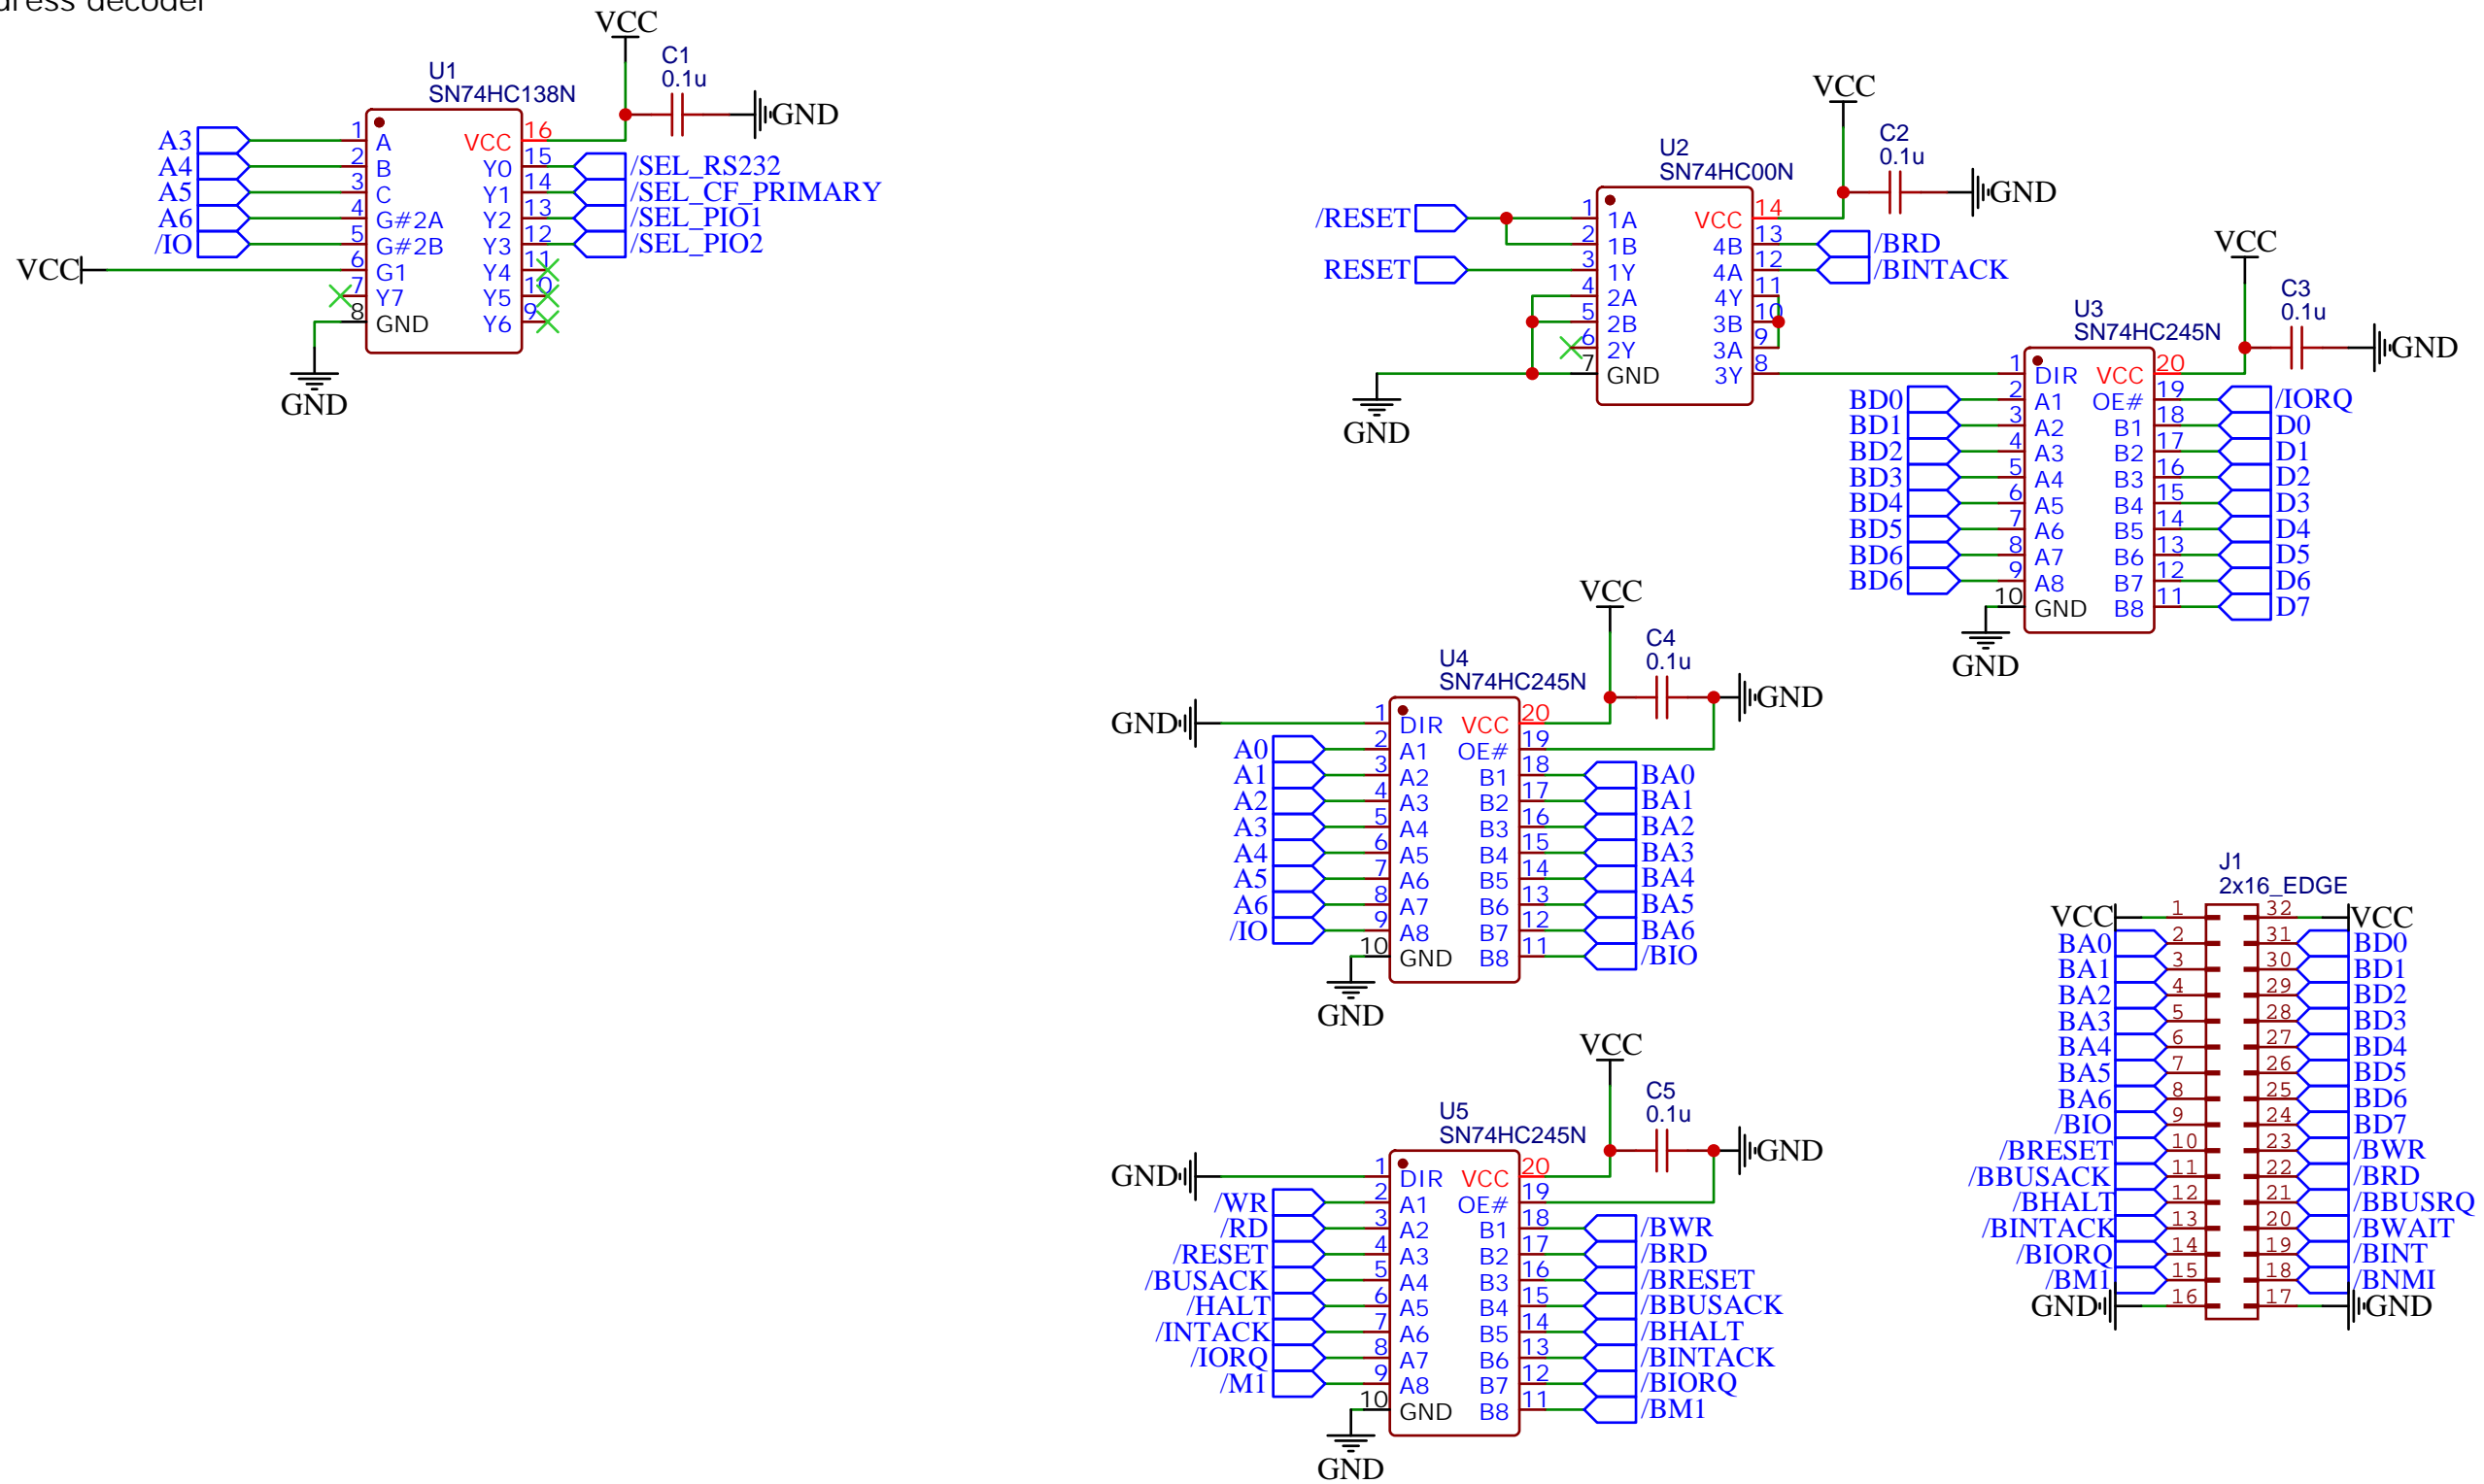 dress decoder
VCC
C1
0.1u
GND
U1
SN74HC138N
A3 1 A VCC 16
A4 2 B Y0 15 /SEL_RS232
A5 3 C Y1 14 /SEL_CF_PRIMARY
A6 4 G#2A Y2 13 /SEL_PIO1
/IO 5 G#2B Y3 12 /SEL_PIO2
VCC 6 G1 Y4 11
7 Y7 Y5 10
8 GND Y6 9
GND
VCC
C2
0.1u
GND
U2
SN74HC00N
/RESET 1 1A VCC 14
2 1B 4B 13 /BRD
RESET 3 1Y 4A 12 /BINTACK
4 2A 4Y 11
5 2B 3B 10
6 2Y 3A 9
7 GND 3Y 8
GND
VCC
C3
0.1u
GND
U3
SN74HC245N
1 DIR VCC 20
BD0 2 A1 OE# 19 /IORQ
BD1 3 A2 B1 18 D0
BD2 4 A3 B2 17 D1
BD3 5 A4 B3 16 D2
BD4 6 A5 B4 15 D3
BD5 7 A6 B5 14 D4
BD6 8 A7 B6 13 D5
BD6 9 A8 B7 12 D6
10 GND B8 11 D7
GND
VCC
C4
0.1u
GND
U4
SN74HC245N
GND 1 DIR VCC 20
A0 2 A1 OE# 19
A1 3 A2 B1 18 BA0
A2 4 A3 B2 17 BA1
A3 5 A4 B3 16 BA2
A4 6 A5 B4 15 BA3
A5 7 A6 B5 14 BA4
A6 8 A7 B6 13 BA5
/IO 9 A8 B7 12 BA6
10 GND B8 11 /BIO
GND
VCC
C5
0.1u
GND
U5
SN74HC245N
GND 1 DIR VCC 20
/WR 2 A1 OE# 19
/RD 3 A2 B1 18 /BWR
/RESET 4 A3 B2 17 /BRD
/BUSACK 5 A4 B3 16 /BRESET
/HALT 6 A5 B4 15 /BBUSACK
/INTACK 7 A6 B5 14 /BHALT
/IORQ 8 A7 B6 13 /BINTACK
/M1 9 A8 B7 12 /BIORQ
10 GND B8 11 /BM1
GND
J1
2x16_EDGE
VCC 1 32 VCC
BA0 2 31 BD0
BA1 3 30 BD1
BA2 4 29 BD2
BA3 5 28 BD3
BA4 6 27 BD4
BA5 7 26 BD5
BA6 8 25 BD6
/BIO 9 24 BD7
/BRESET 10 23 /BWR
/BBUSACK 11 22 /BRD
/BHALT 12 21 /BBUSRQ
/BINTACK 13 20 /BWAIT
/BIORQ 14 19 /BINT
/BM1 15 18 /BNMI
GND 16 17 GND